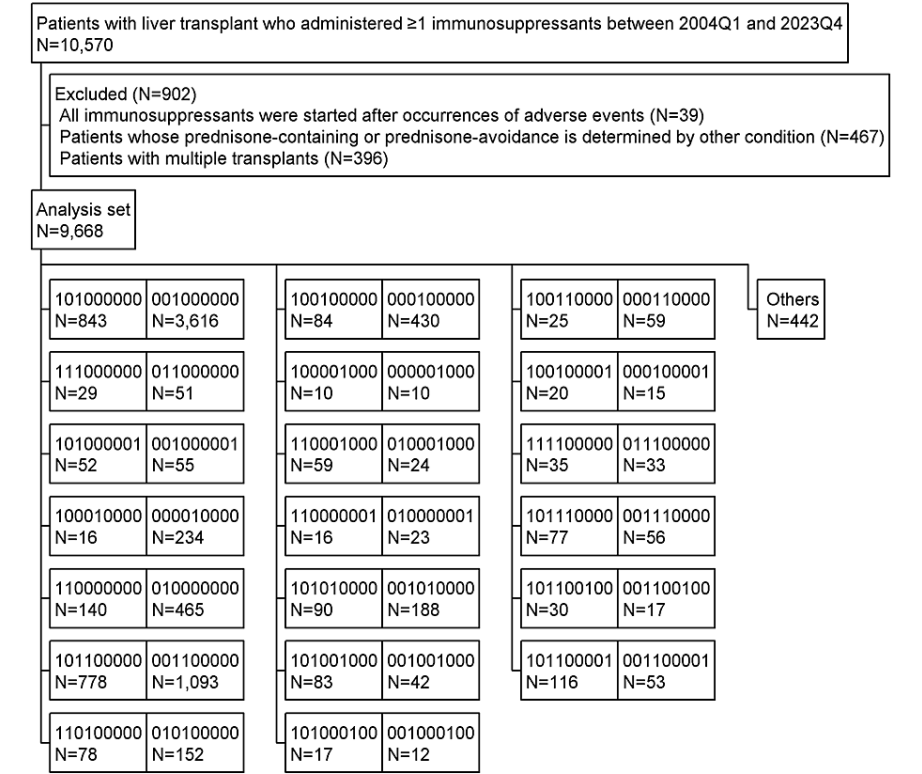 Patients with liver transplant who administered ≥1 immunosuppressants between 2004Q1 and 2023Q4
N=10,570
Excluded (N=902)
All immunosuppressants were started after occurrences of adverse events (N=39)
Patients whose prednisone-containing or prednisone-avoidance is determined by other condition (N=467)
Patients with multiple transplants (N=396)
Analysis set
N=9,668
101000000 001000000
N=843 N=3,616
111000000 011000000
N=29 N=51
101000001 001000001
N=52 N=55
100010000 000010000
N=16 N=234
110000000 010000000
N=140 N=465
101100000 001100000
N=778 N=1,093
110100000 010100000
N=78 N=152
100100000 000100000
N=84 N=430
100001000 000001000
N=10 N=10
110001000 010001000
N=59 N=24
110000001 010000001
N=16 N=23
101010000 001010000
N=90 N=188
101001000 001001000
N=83 N=42
101000100 001000100
N=17 N=12
100110000 000110000
N=25 N=59
100100001 000100001
N=20 N=15
111100000 011100000
N=35 N=33
101110000 001110000
N=77 N=56
101100100 001100100
N=30 N=17
101100001 001100001
N=116 N=53
Others
N=442